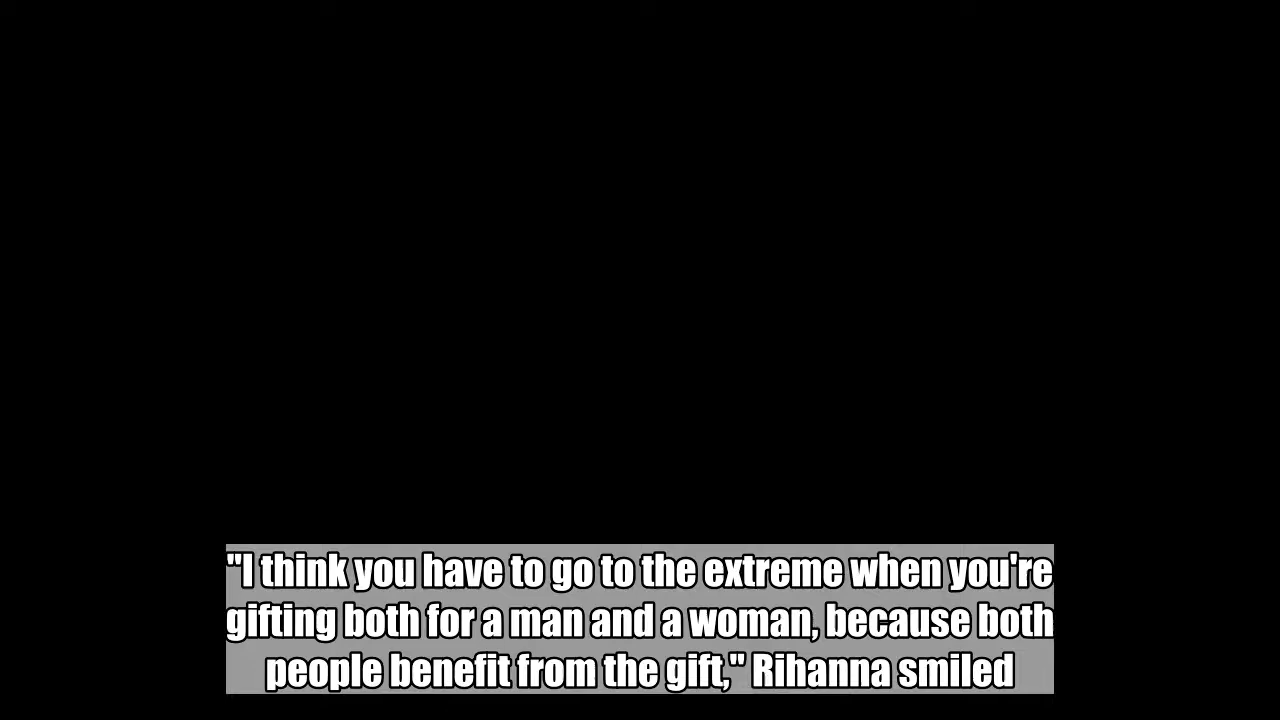 "I think you have to go to the extreme when you're
gifting both for a man and a woman, because both
people benefit from the gift," Rihanna smiled